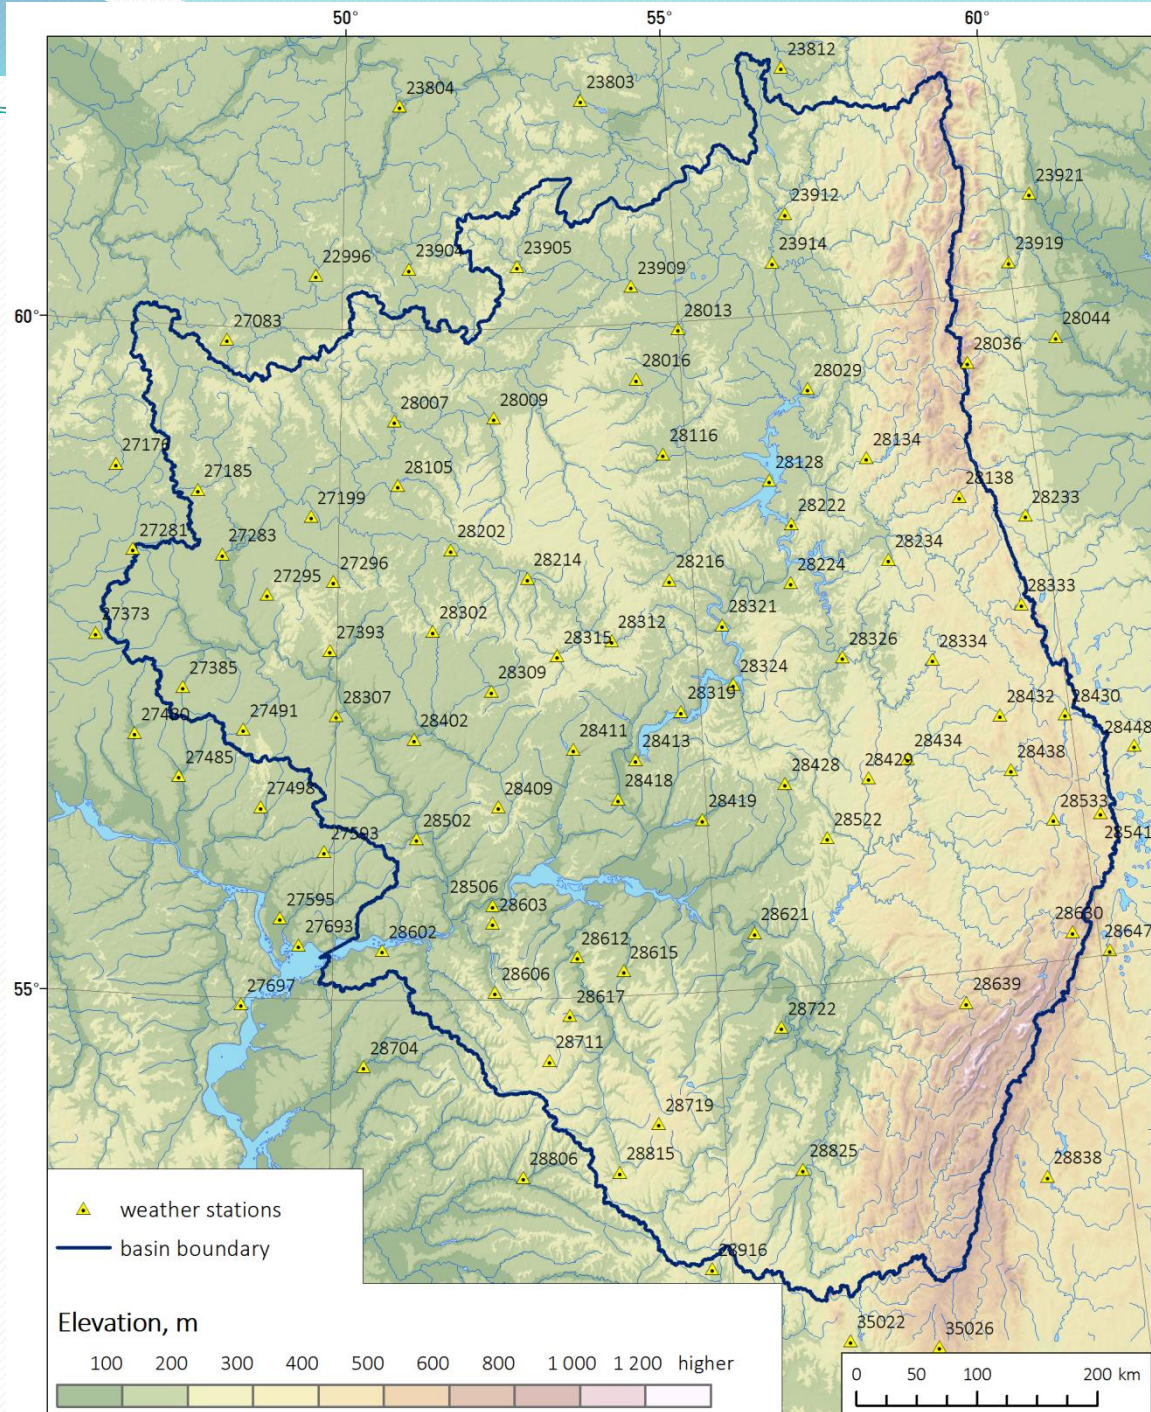 50° 55° 60°
23812
23804 23803
23921
23912
23904 23905 23914 23919
22996 23909
60° 28013
27083 28044
28016 28036
28029
28007 28009
27176 28116 28134
27185 28105 28128 28138
27199 28222 28233
27281 27283 28202 28234
27295 27296 28214 28216 28224
28333
27373 28302 28312 28321
27393 28315 28326 28334
27385 28309 28324
27480 27491 28307 28319 28432 28430
28402 28411 28413 28448
27485 28434
28429 28438
27498 28409 28418 28428
28419 28533
27593 28502 28522 28541
28506
27595 28603
27693 28602 28612 28621 28630
28615 28647
55° 27697 28606 28617 28639
28722
28704 28711
28719
28806 28815 28825 28838
weather stations
basin boundary
28916
Elevation, m
35022 35026
100 200 300 400 500 600 800 1 000 1 200 higher
0 50 100 200 km